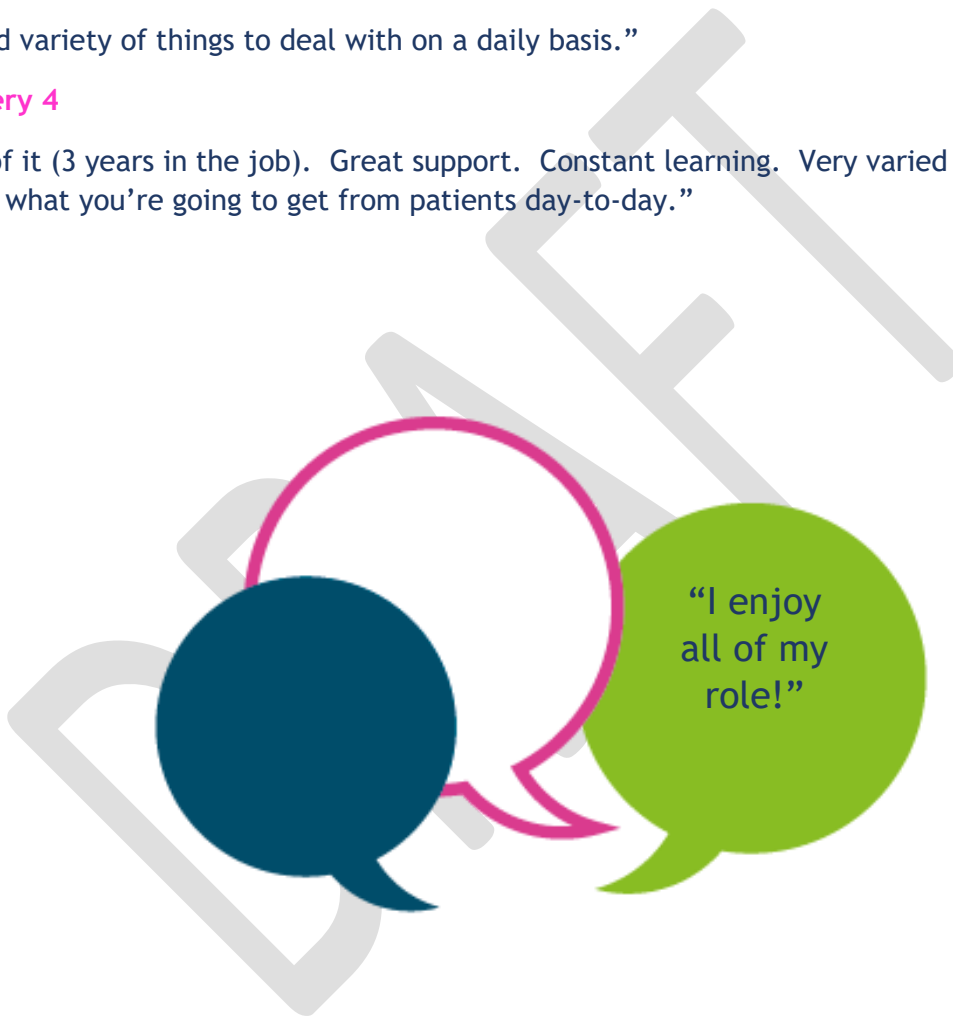 d variety of things to deal with on a daily basis.”
ery 4
of it (3 years in the job).  Great support.  Constant learning.  Very varied
what you’re going to get from patients day-to-day.”
“I enjoy
all of my
role!”
DRAFT